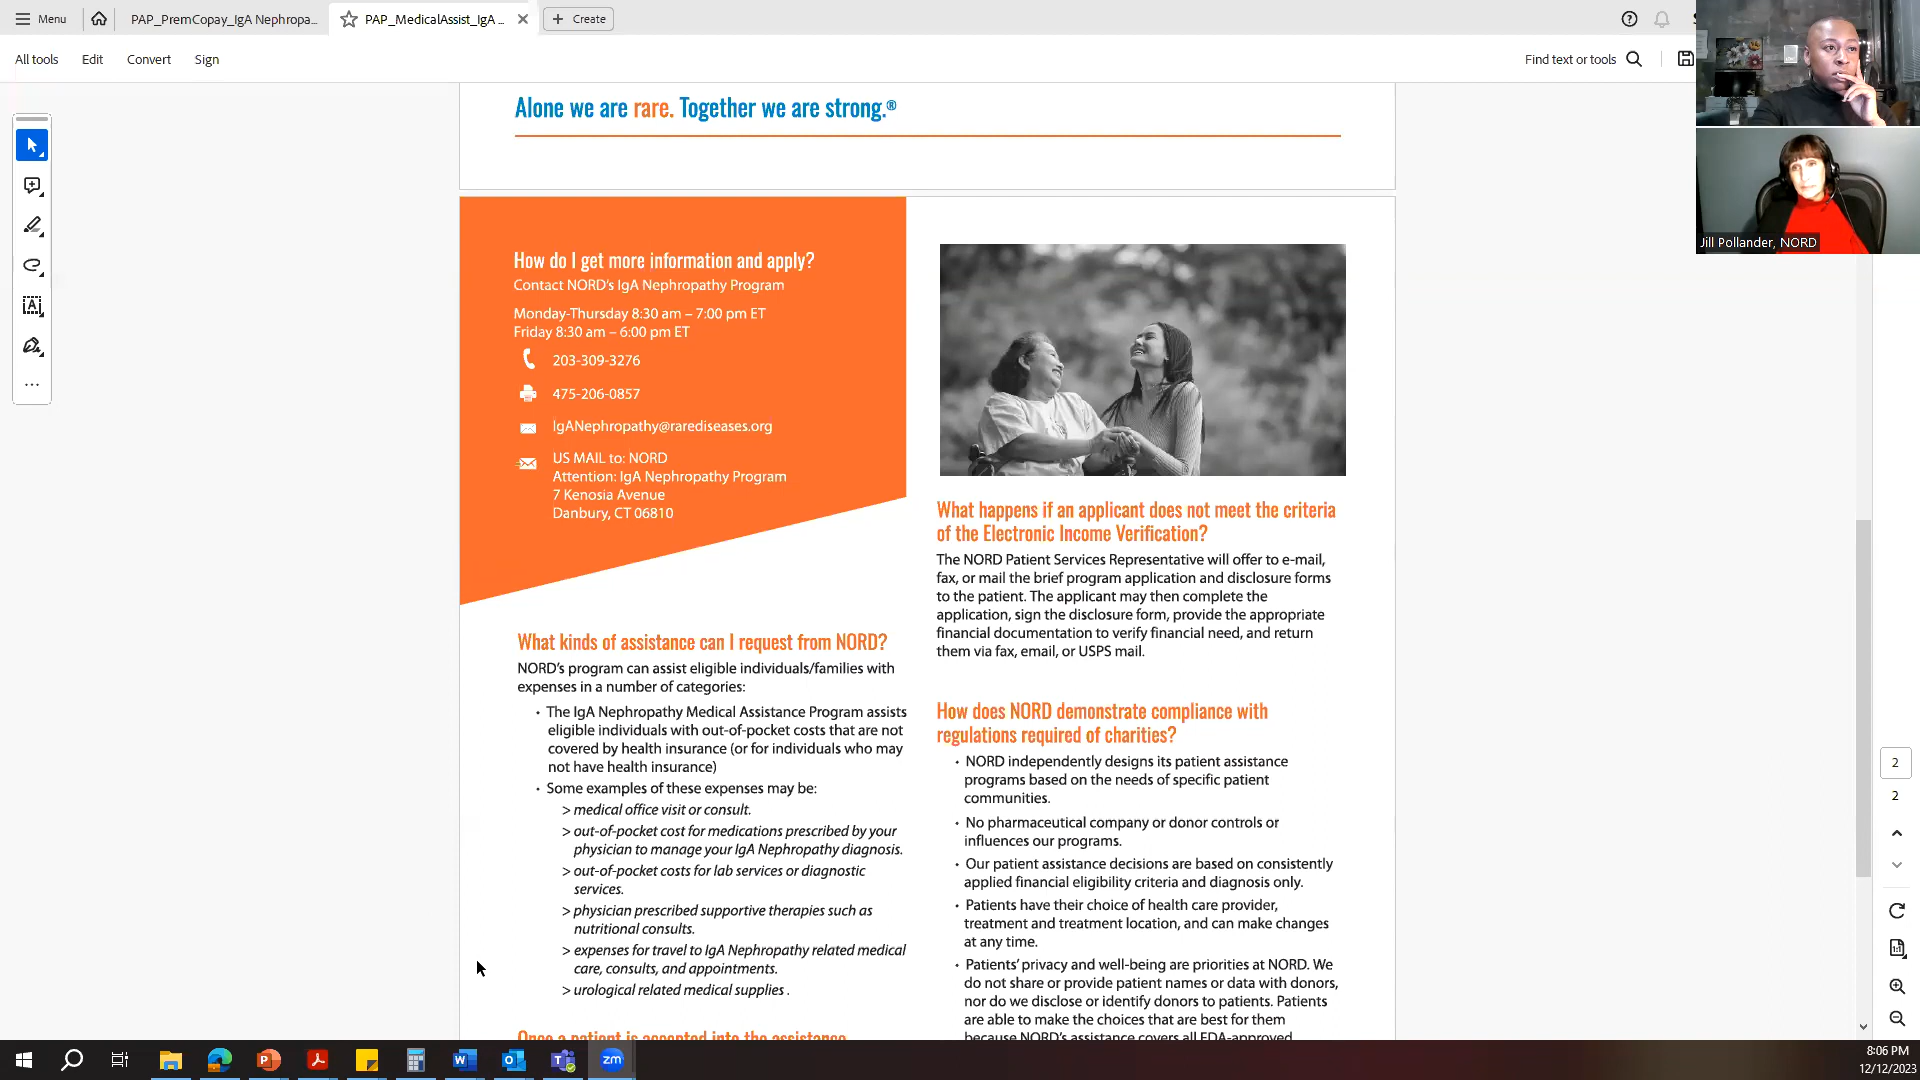 Menu
PAP_PremCopay_IgA Nephropa...
PAP_MedicalAssist_IgA ...
Create
All tools
Edit
Convert
Sign
Find text or tools
Alone we are rare. Together we are strong.®
How do I get more information and apply?
Contact NORD's IgA Nephropathy Program
Monday-Thursday 8:30 am – 7:00 pm ET
Friday 8:30 am – 6:00 pm ET
203-309-3276
475-206-0857
IgANephropathy@rarediseases.org
US MAIL to: NORD
Attention: IgA Nephropathy Program
7 Kenosia Avenue
Danbury, CT 06810
What kinds of assistance can I request from NORD?
NORD's program can assist eligible individuals/families with
expenses in a number of categories:
• The IgA Nephropathy Medical Assistance Program assists
eligible individuals with out-of-pocket costs that are not
covered by health insurance (or for individuals who may
not have health insurance)
• Some examples of these expenses may be:
> medical office visit or consult.
> out-of-pocket cost for medications prescribed by your
physician to manage your IgA Nephropathy diagnosis.
> out-of-pocket costs for lab services or diagnostic
services.
> physician prescribed supportive therapies such as
nutritional consults.
> expenses for travel to IgA Nephropathy related medical
care, consults, and appointments.
> urological related medical supplies .
Once a patient is accepted into the assistance
What happens if an applicant does not meet the criteria
of the Electronic Income Verification?
The NORD Patient Services Representative will offer to e-mail,
fax, or mail the brief program application and disclosure forms
to the patient. The applicant may then complete the
application, sign the disclosure form, provide the appropriate
financial documentation to verify financial need, and return
them via fax, email, or USPS mail.
How does NORD demonstrate compliance with
regulations required of charities?
• NORD independently designs its patient assistance
programs based on the needs of specific patient
communities.
• No pharmaceutical company or donor controls or
influences our programs.
• Our patient assistance decisions are based on consistently
applied financial eligibility criteria and diagnosis only.
• Patients have their choice of health care provider,
treatment and treatment location, and can make changes
at any time.
• Patients' privacy and well-being are priorities at NORD. We
do not share or provide patient names or data with donors,
nor do we disclose or identify donors to patients. Patients
are able to make the choices that are best for them
because NORD's assistance covers all FDA-approved
Jill Pollander, NORD
2
2
8:06 PM
12/12/2023